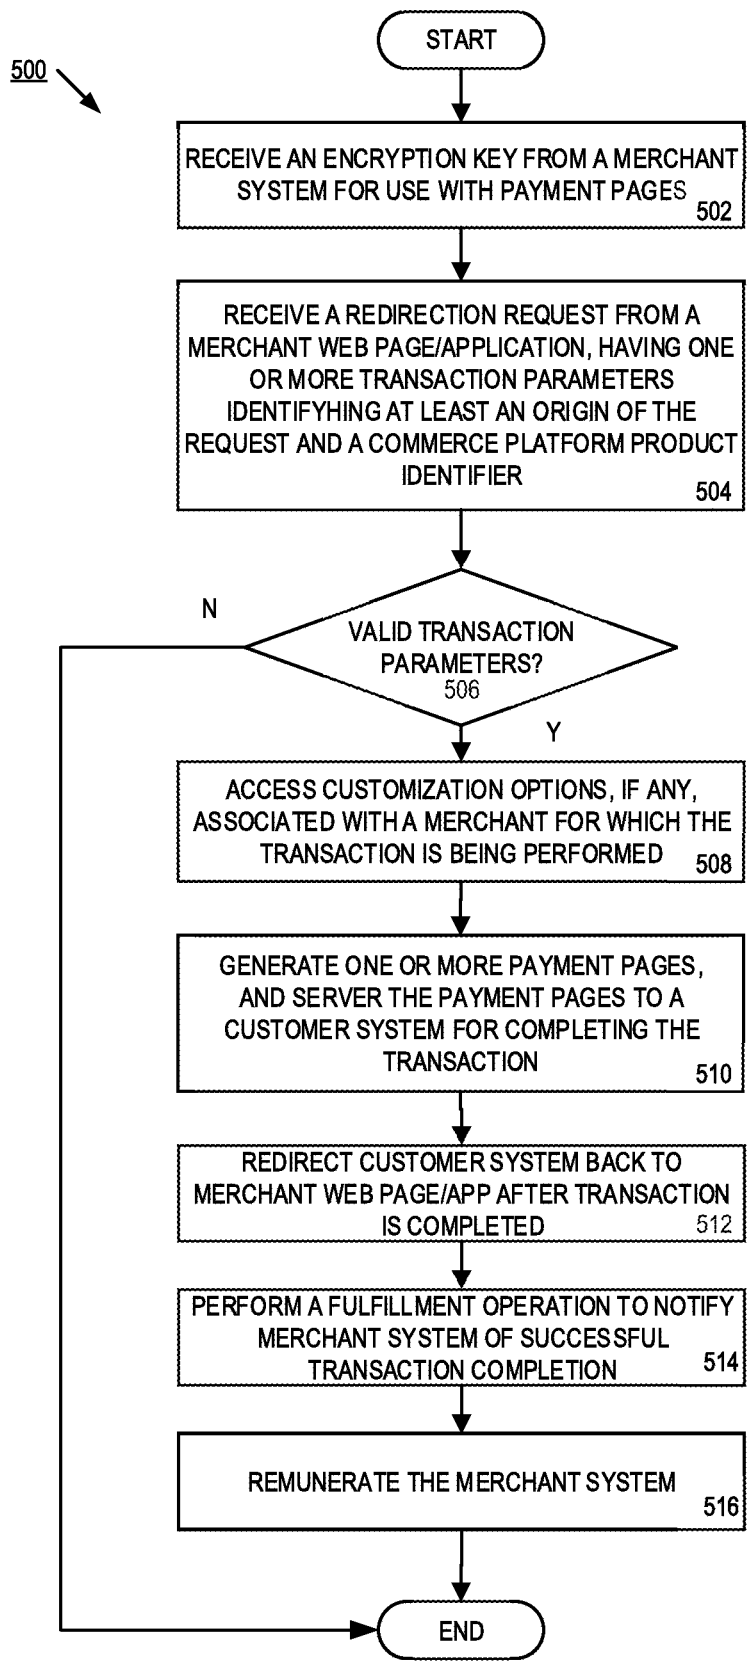 START
500
RECEIVE AN ENCRYPTION KEY FROM A MERCHANT
SYSTEM FOR USE WITH PAYMENT PAGES
502
RECEIVE A REDIRECTION REQUEST FROM A
MERCHANT WEB PAGE/APPLICATION, HAVING ONE
OR MORE TRANSACTION PARAMETERS
IDENTIFYHING AT LEAST AN ORIGIN OF THE
REQUEST AND A COMMERCE PLATFORM PRODUCT
IDENTIFIER
504
N
VALID TRANSACTION
PARAMETERS?
506
Y
ACCESS CUSTOMIZATION OPTIONS, IF ANY,
ASSOCIATED WITH A MERCHANT FOR WHICH THE
TRANSACTION IS BEING PERFORMED
508
GENERATE ONE OR MORE PAYMENT PAGES,
AND SERVER THE PAYMENT PAGES TO A
CUSTOMER SYSTEM FOR COMPLETING THE
TRANSACTION
510
REDIRECT CUSTOMER SYSTEM BACK TO
MERCHANT WEB PAGE/APP AFTER TRANSACTION
IS COMPLETED
512
PERFORM A FULFILLMENT OPERATION TO NOTIFY
MERCHANT SYSTEM OF SUCCESSFUL
TRANSACTION COMPLETION
514
REMUNERATE THE MERCHANT SYSTEM
516
END